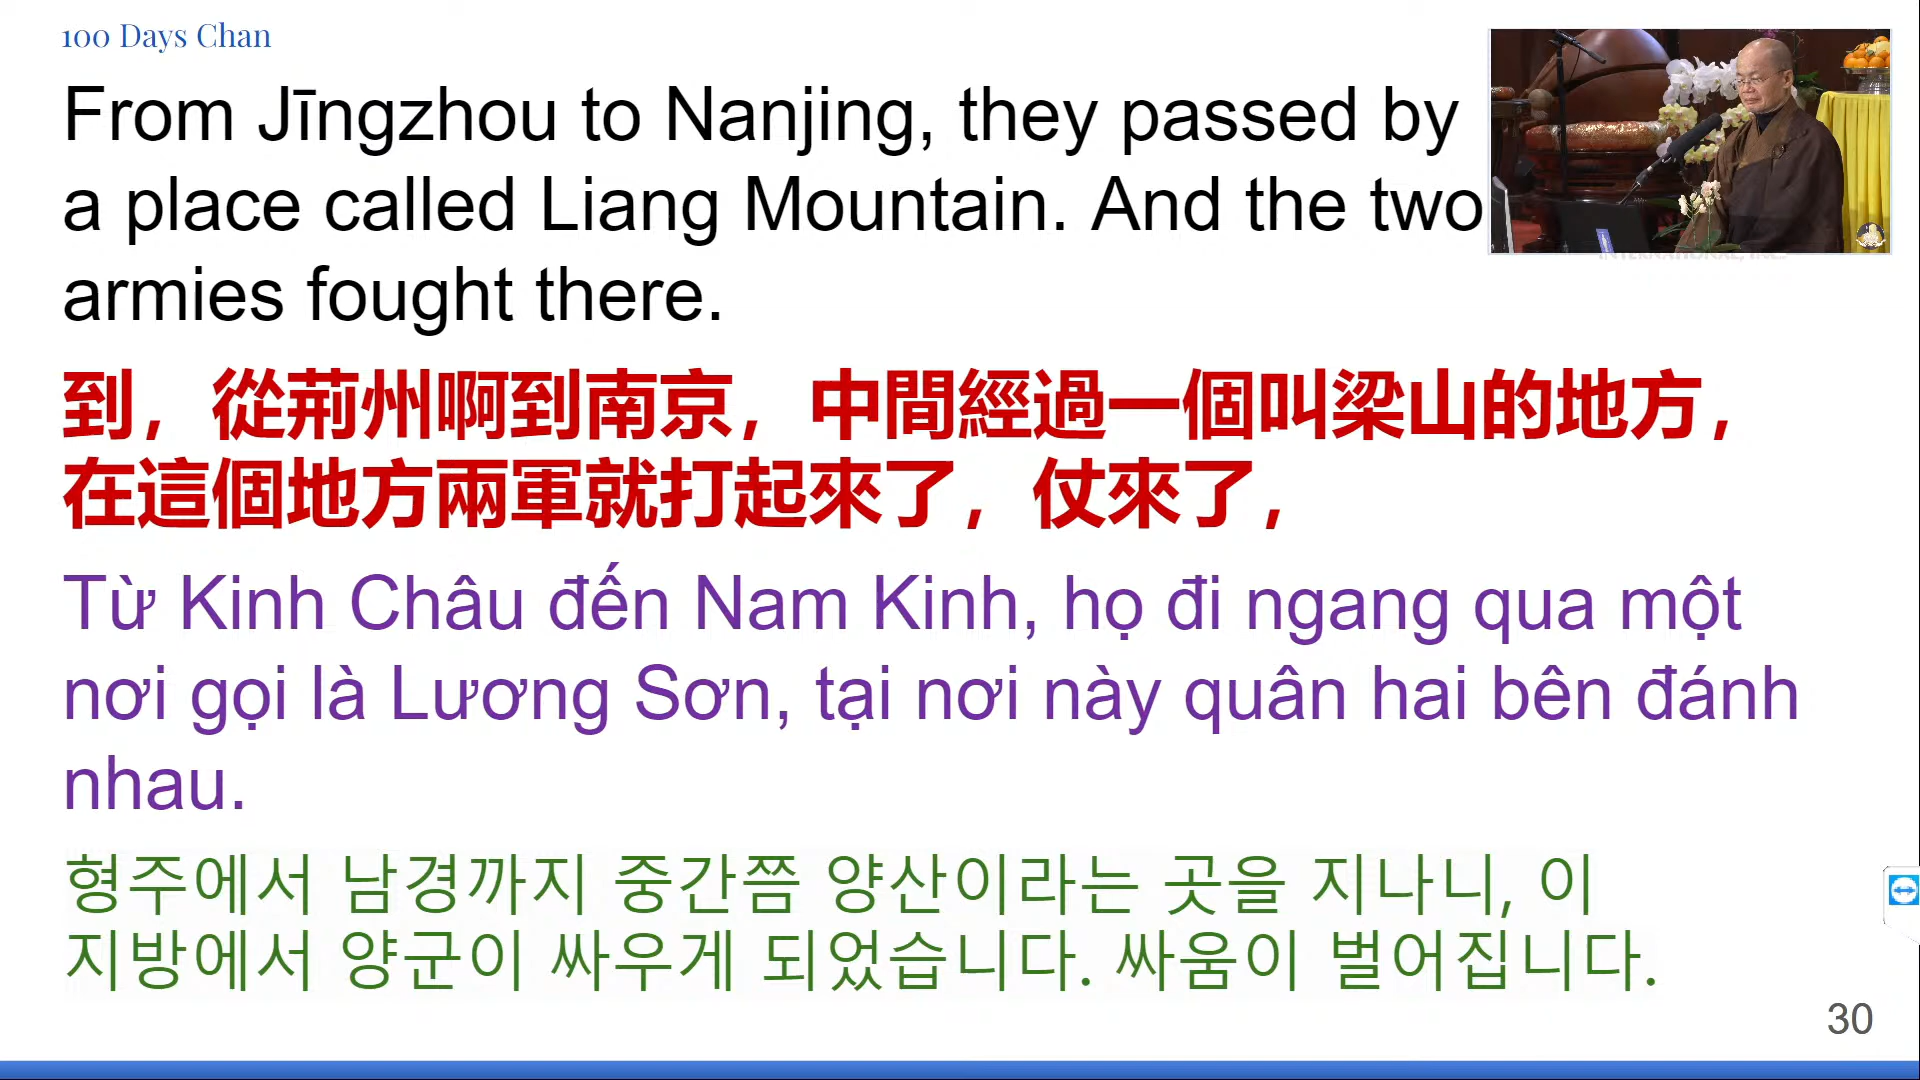 100 Days Chan
From Jīngzhou to Nanjing, they passed by
a place called Liang Mountain. And the two
armies fought there.
到，從荊州啊到南京，中間經過一個叫梁山的地方，
在這個地方兩軍就打起來了，仗來了，
Từ Kinh Châu đến Nam Kinh, họ đi ngang qua một
nơi gọi là Lương Sơn, tại nơi này quân hai bên đánh
nhau.
형주에서 남경까지 중간쯤 양산이라는 곳을 지나니, 이
지방에서 양군이 싸우게 되었습니다. 싸움이 벌어집니다.
30